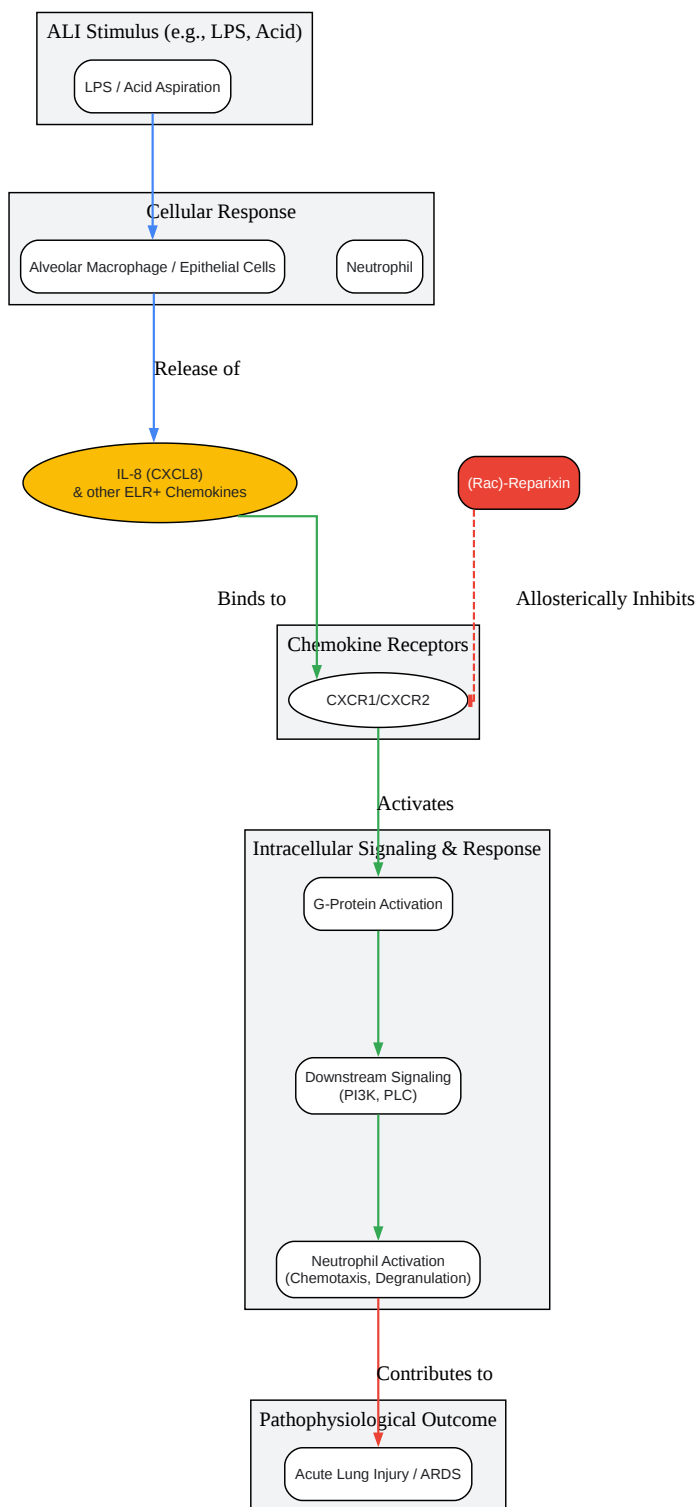 ALI Stimulus (e.g., LPS, Acid)
LPS / Acid Aspiration
Cellular Response
Alveolar Macrophage / Epithelial Cells
Neutrophil
Release of
IL-8 (CXCL8)
& other ELR+ Chemokines
(Rac)-Reparixin
Binds to
Allosterically Inhibits
Chemokine Receptors
CXCR1/CXCR2
Activates
Intracellular Signaling & Response
G-Protein Activation
Downstream Signaling
(PI3K, PLC)
Neutrophil Activation
(Chemotaxis, Degranulation)
Contributes to
Pathophysiological Outcome
Acute Lung Injury / ARDS